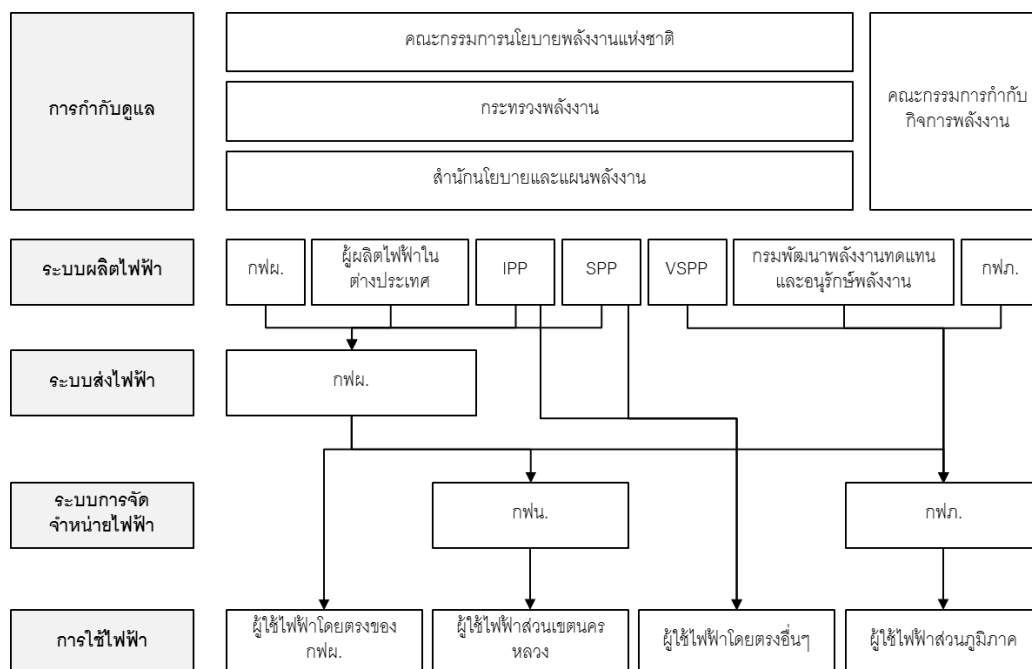 คณะกรรมการนโยบายพลังงานแห่งชาติ
การกำกับดูแล
กระทรวงพลังงาน
คณะกรรมการกำกับ
กิจการพลังงาน
สำนักนโยบายและแผนพลังงาน
ระบบผลิตไฟฟ้า
กฟผ.
ผู้ผลิตไฟฟ้าใน
ต่างประเทศ
IPP
SPP
VSPP
กรมพัฒนาพลังงานทดแทน
และอนุรักษ์พลังงาน
กฟภ.
ระบบส่งไฟฟ้า
กฟผ.
ระบบการจัด
จำหน่ายไฟฟ้า
กฟน.
กฟภ.
การใช้ไฟฟ้า
ผู้ใช้ไฟฟ้าโดยตรงของ
กฟผ.
ผู้ใช้ไฟฟ้าส่วนเขตนคร
หลวง
ผู้ใช้ไฟฟ้าโดยตรงอื่นๆ
ผู้ใช้ไฟฟ้าส่วนภูมิภาค